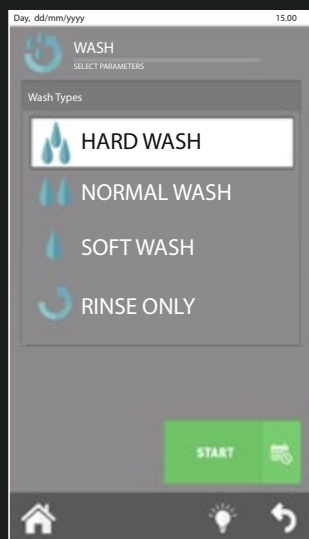 Day, dd/mm/yyyy 15.00
WASH
SELECT PARAMETERS
Wash Types
HARD WASH
NORMAL WASH
SOFT WASH
RINSE ONLY
START